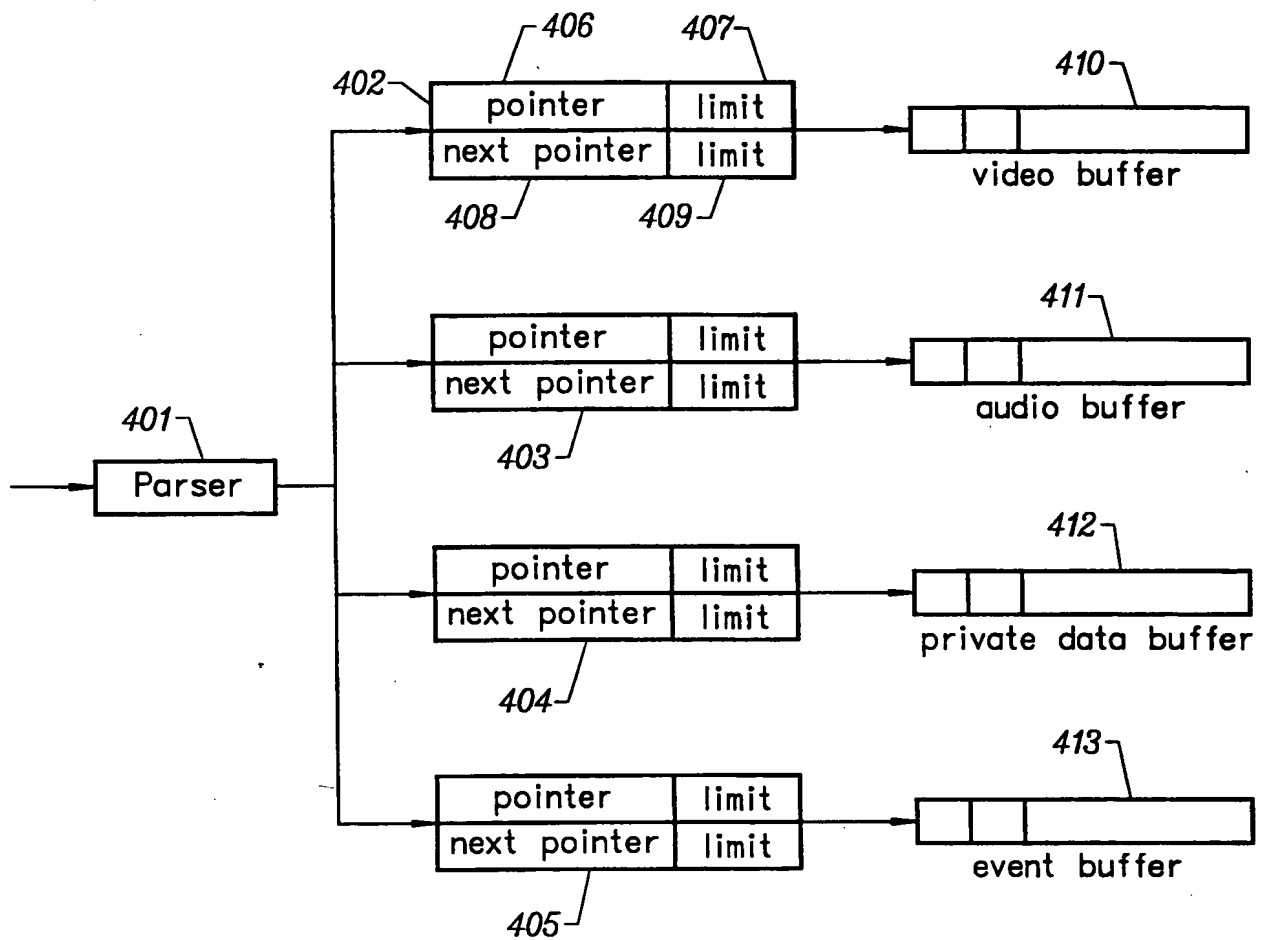 406
407
402
pointer limit
next pointer limit
408
409
410
video buffer
pointer limit
next pointer limit
403
411
audio buffer
401
Parser
pointer limit
next pointer limit
404
412
private data buffer
pointer limit
next pointer limit
405
413
event buffer